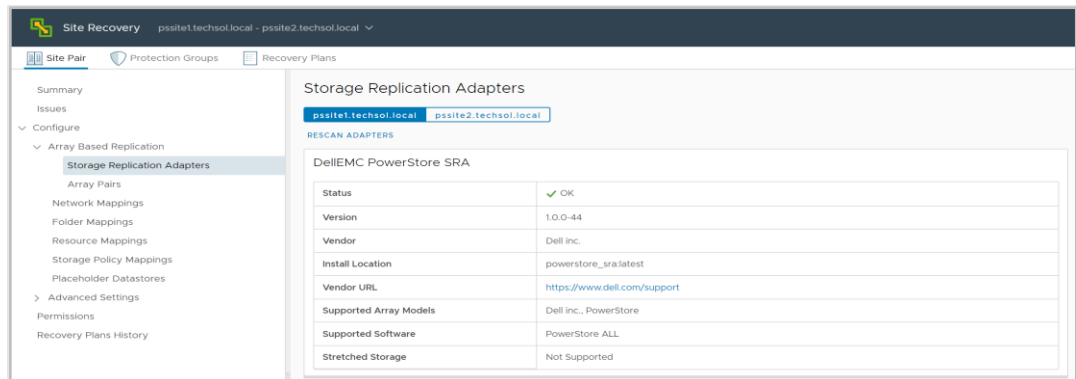 Site Recovery pssite1.techsol.local - pssite2.techsol.local
Site Pair Protection Groups Recovery Plans
Summary
Issues
Configure
Array Based Replication
Storage Replication Adapters
Array Pairs
Network Mappings
Folder Mappings
Resource Mappings
Storage Policy Mappings
Placeholder Datastores
Advanced Settings
Permissions
Recovery Plans History
Storage Replication Adapters
pssite1.techsol.local pssite2.techsol.local
RESCAN ADAPTERS
DellEMC PowerStore SRA
Status OK
Version 1.0.0-44
Vendor Dell inc.
Install Location powerstore_sra:latest
Vendor URL https://www.dell.com/support
Supported Array Models Dell inc., PowerStore
Supported Software PowerStore ALL
Stretched Storage Not Supported